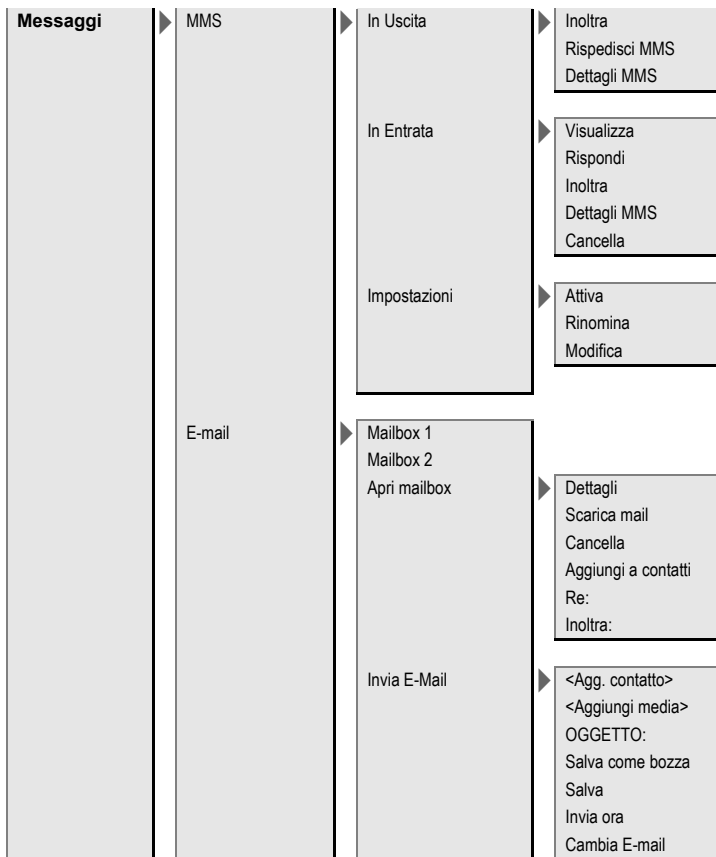 Messaggi
MMS
In Uscita
Inoltra
Rispedisci MMS
Dettagli MMS
In Entrata
Visualizza
Rispondi
Inoltra
Dettagli MMS
Cancella
Impostazioni
Attiva
Rinomina
Modifica
E-mail
Mailbox 1
Mailbox 2
Apri mailbox
Dettagli
Scarica mail
Cancella
Aggiungi a contatti
Re:
Inoltra:
Invia E-Mail
<Agg. contatto>
<Aggiungi media>
OGGETTO:
Salva come bozza
Salva
Invia ora
Cambia E-mail